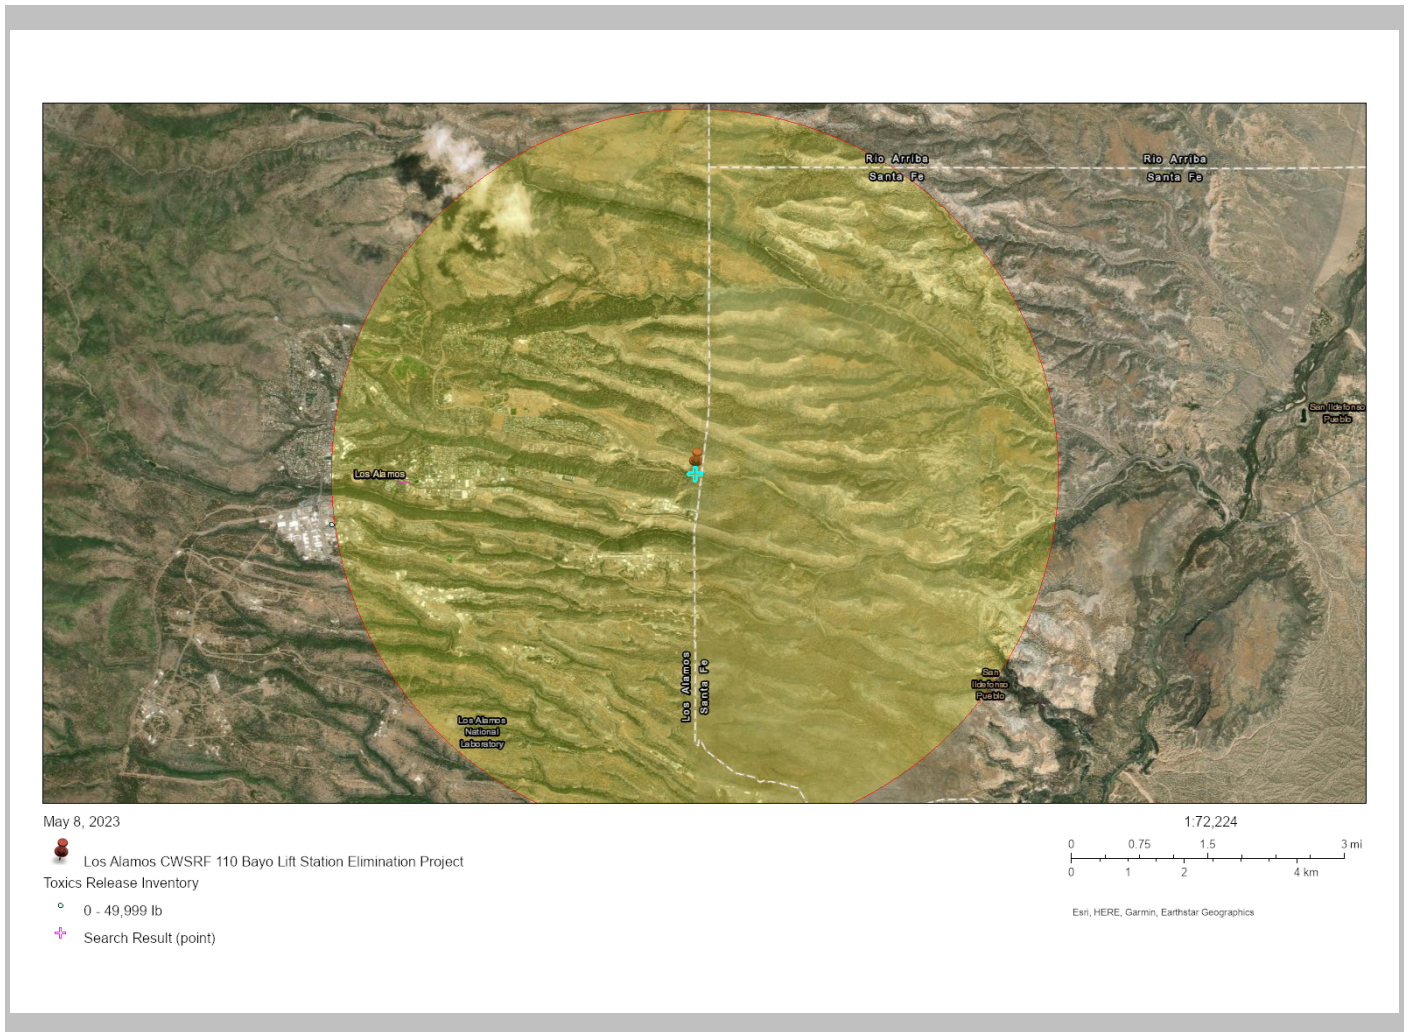 Rio Arriba
Santa Fe
Rio Arriba
Santa Fe
San Ildefonso
Pueblo
Los Alamos
Los Alamos
Santa Fe
San
Ildefonso
Pueblo
Los Alamos
National
Laboratory
May 8, 2023
Los Alamos CWSRF 110 Bayo Lift Station Elimination Project
Toxics Release Inventory
0 - 49,999 lb
Search Result (point)
1:72,224
0 0.75 1.5 3 mi
0 1 2 4 km
Esri, HERE, Garmin, Earthstar Geographics